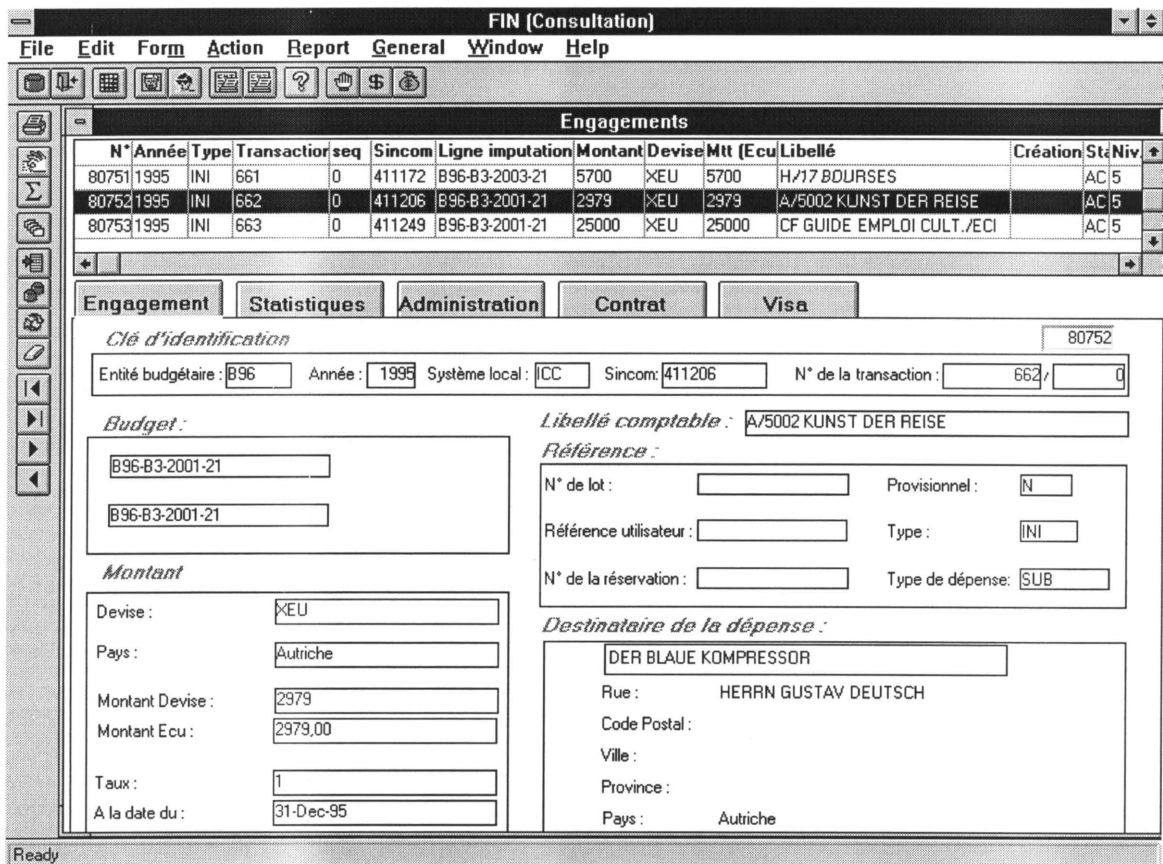 FIN (Consultation)
File Edit Form Action Report General Window Help
Engagements
N° Année Type Transaction seq Sincom Ligne imputation Montant Devise Mtt (Ecu Libellé Création Sta Niv.
80751 1995 INI 661 0 411172 B96-B3-2003-21 5700 XEU 5700 H/17 BOURSES AC 5
80752 1995 INI 662 0 411206 B96-B3-2001-21 2979 XEU 2979 A/5002 KUNST DER REISE AC 5
80753 1995 INI 663 0 411249 B96-B3-2001-21 25000 XEU 25000 CF GUIDE EMPLOI CULT./ECI AC 5
Engagement Statistiques Administration Contrat Visa
Clé d'identification 80752
Entité budgétaire : B96 Année : 1995 Système local : ICC Sincom: 411206 N° de la transaction : 662 / 0
Budget :
B96-B3-2001-21
B96-B3-2001-21
Libellé comptable : A/5002 KUNST DER REISE
Référence :
N° de lot : Provisionnel : N
Référence utilisateur : Type : INI
N° de la réservation : Type de dépense: SUB
Montant
Devise : XEU
Pays : Autriche
Montant Devise : 2979
Montant Ecu : 2979,00
Taux : 1
A la date du : 31-Dec-95
Destinataire de la dépense :
DER BLAUE KOMPRESSOR
Rue : HERRN GUSTAV DEUTSCH
Code Postal :
Ville :
Province :
Pays : Autriche
Ready